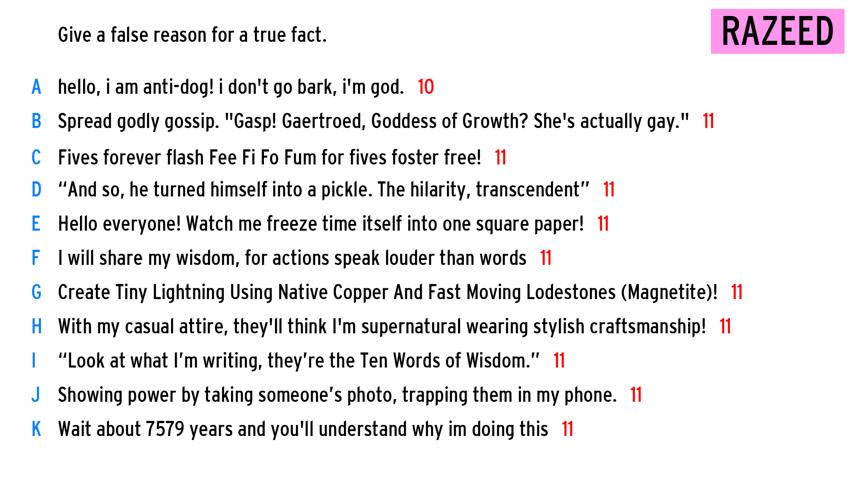 Give a false reason for a true fact.
RAZEED
A hello, i am anti-dog! i don't go bark, i'm god. 10
B Spread godly gossip. "Gasp! Gaertroed, Goddess of Growth? She's actually gay." 11
C Fives forever flash Fee Fi Fo Fum for fives foster free! 11
D “And so, he turned himself into a pickle. The hilarity, transcendent” 11
E Hello everyone! Watch me freeze time itself into one square paper! 11
F I will share my wisdom, for actions speak louder than words 11
G Create Tiny Lightning Using Native Copper And Fast Moving Lodestones (Magnetite)! 11
H With my casual attire, they'll think I'm supernatural wearing stylish craftsmanship! 11
I “Look at what I’m writing, they’re the Ten Words of Wisdom.” 11
J Showing power by taking someone’s photo, trapping them in my phone. 11
K Wait about 7579 years and you'll understand why im doing this 11